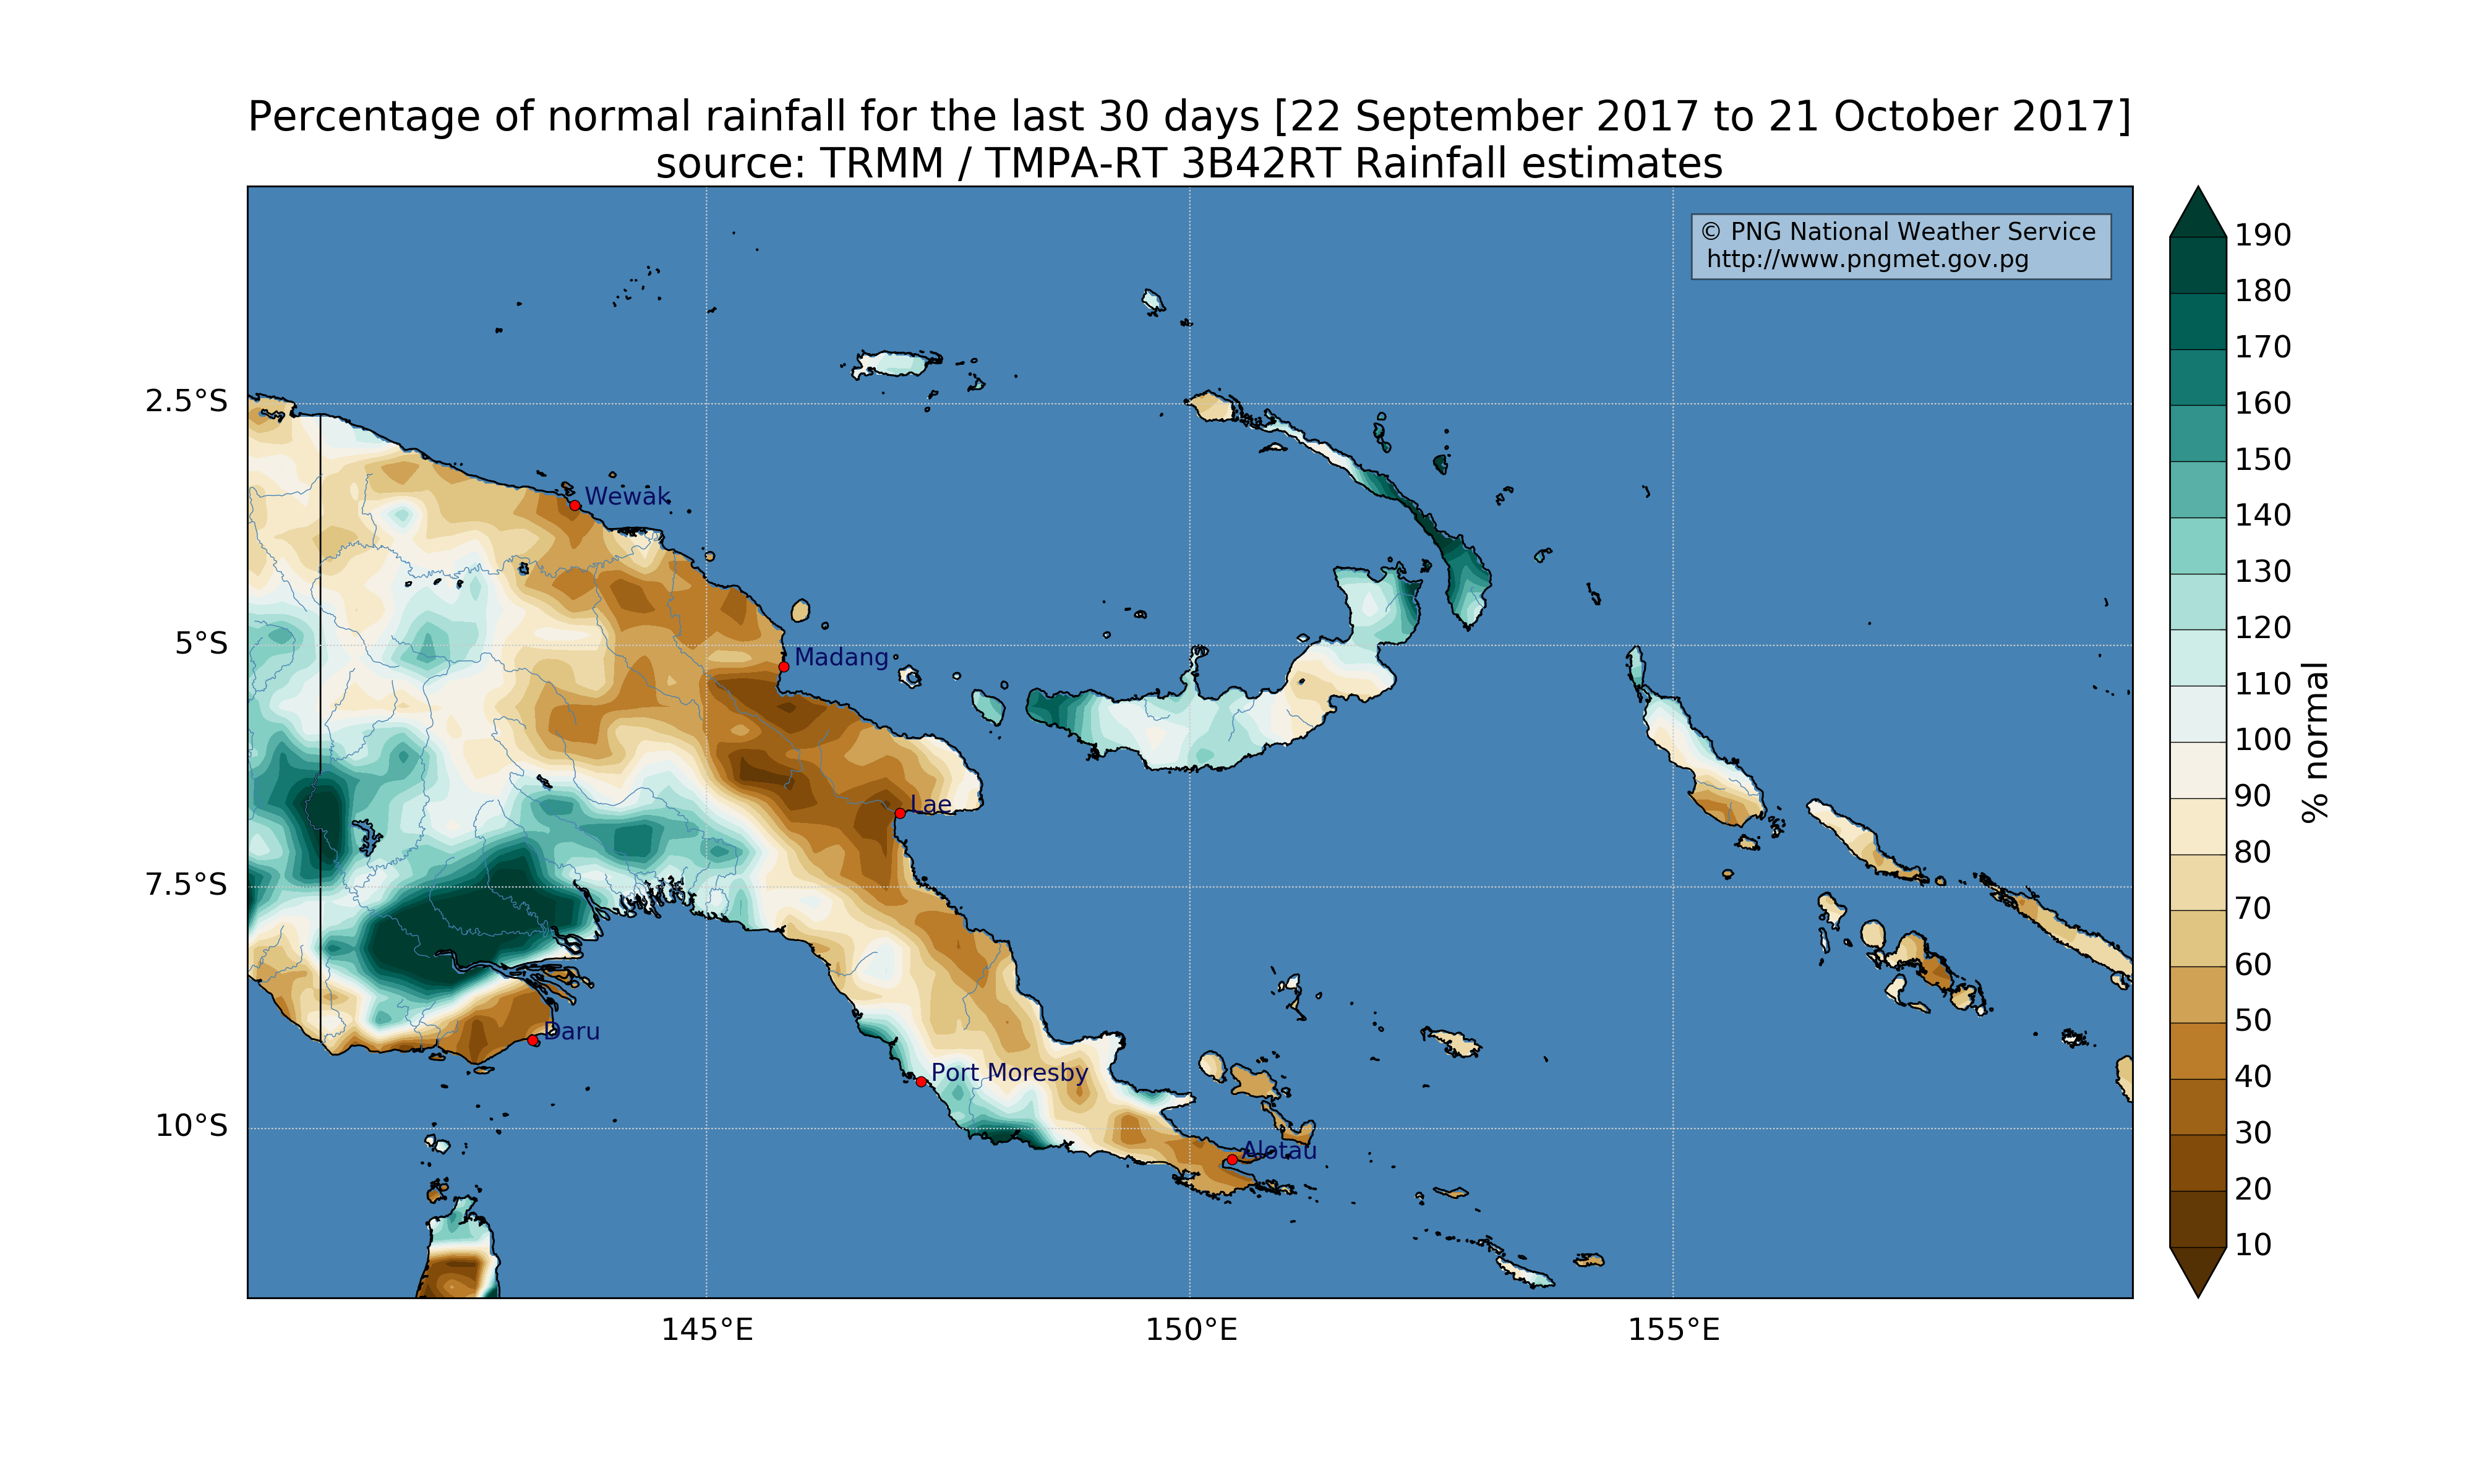 Percentage of normal rainfall for the last 30 days [22 September 2017 to 21 October 2017]
source: TRMM / TMPA-RT 3B42RT Rainfall estimates
© PNG National Weather Service
http://www.pngmet.gov.pg
2.5°S
5°S
7.5°S
10°S
145°E
150°E
155°E
Wewak
Madang
Lae
Daru
Port Moresby
Alotau
190
180
170
160
150
140
130
120
110
100
90
80
70
60
50
40
30
20
10
% normal